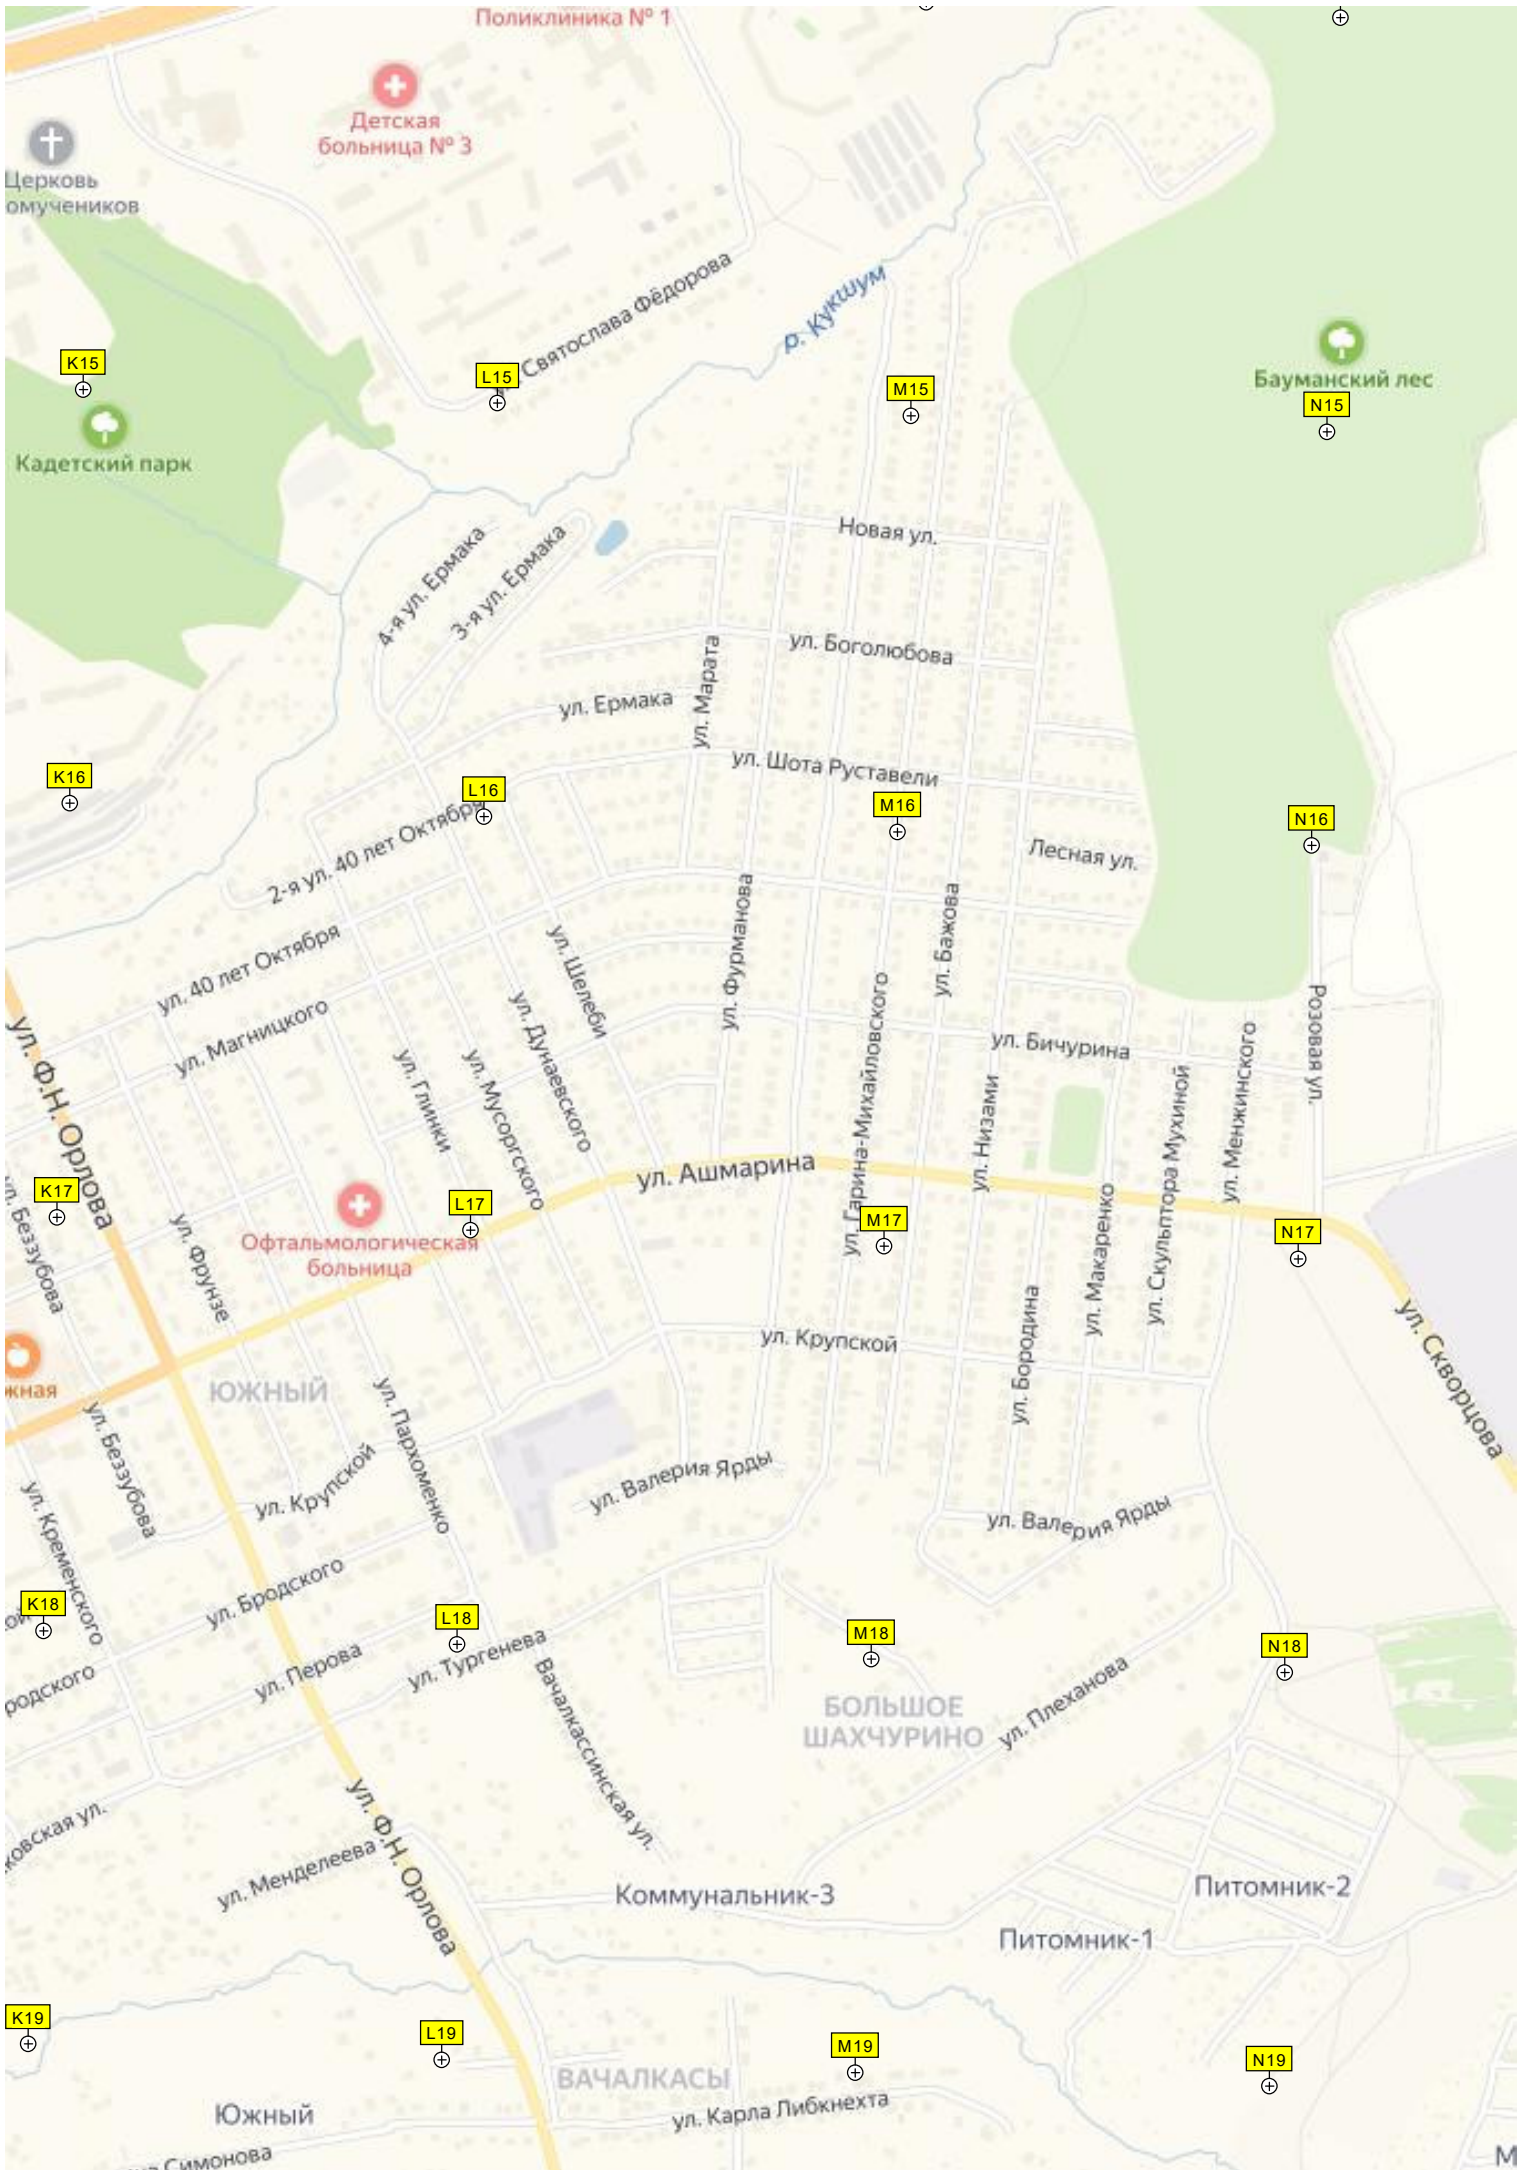 Поликлиника № 1
Детская
больница № 3
Церковь
омучеников
Святослава Фёдорова
р. Кукшум
K15
L15
M15
Бауманский лес
N15
Кадетский парк
Новая ул.
4-я ул. Ермака
3-я ул. Ермака
ул. Марата
ул. Боголюбова
ул. Ермака
ул. Шота Руставели
K16
L16
M16
N16
2-я ул. 40 лет Октября
Лесная ул.
ул. 40 лет Октября
ул. Шелеби
ул. Фурманова
ул. Бажова
ул. Магницкого
ул. Дунаевского
ул. Гарина-Михайловского
Розовая ул.
ул. Ф.Н. Орлова
ул. Глинки
ул. Мусоргского
ул. Бичурина
ул. Низами
ул. Скульптора Мухиной
ул. Менжинского
ул. Ашмарина
K17
L17
M17
N17
ул. Беззубова
ул. Фрунзе
Офтальмологическая
больница
ул. Макаренко
ул. Бородина
ул. Крупской
ул. Скворцова
жная
ЮЖНЫЙ
ул. Беззубова
ул. Пархоменко
ул. Крупской
ул. Валерия Ярды
ул. Валерия Ярды
ул. Кременского
ул. Бродского
K18
L18
M18
N18
ой
родского
ул. Перова
ул. Тургенева
Вачалкассинская ул.
БОЛЬШОЕ
ШАХЧУРИНО
ул. Плеханова
ковская ул.
ул. Ф.Н. Орлова
ул. Менделеева
Коммунальник-3
Питомник-2
Питомник-1
K19
L19
M19
N19
ВАЧАЛКАСЫ
Южный
ул. Карла Либкнехта
Симонова
М